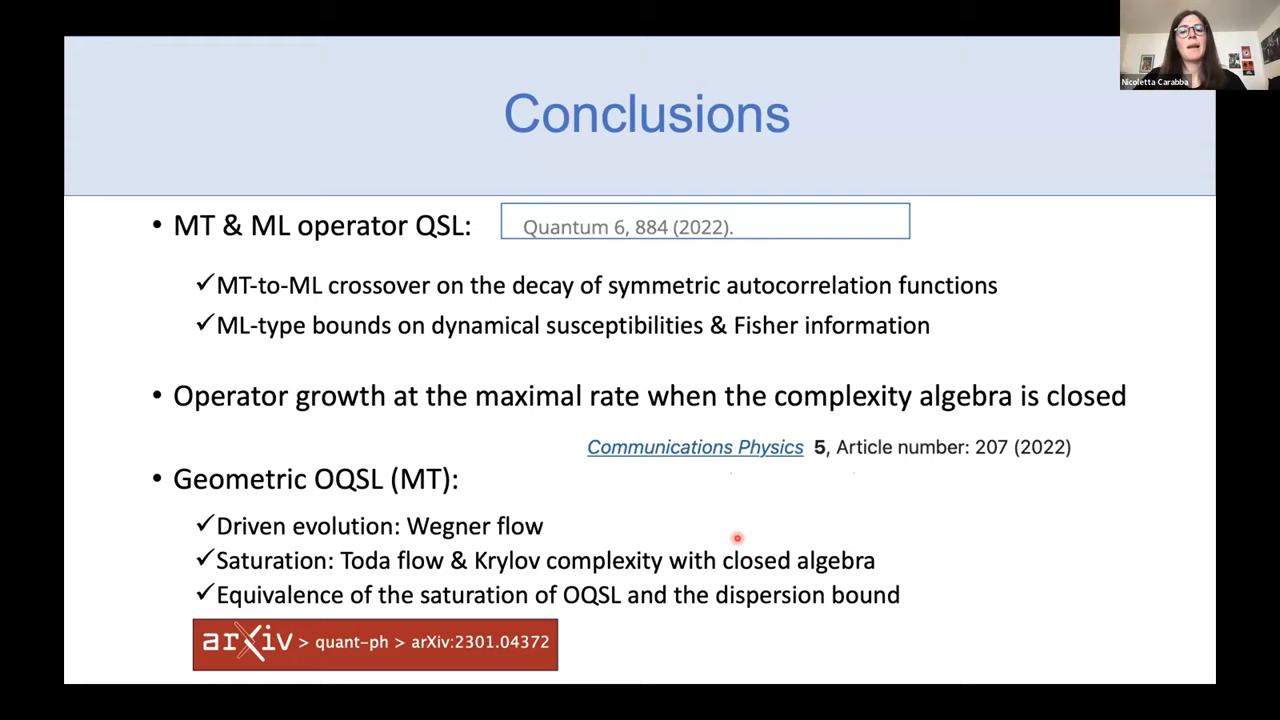 Nicoletta Carabba
Conclusions
• MT & ML operator QSL:
Quantum 6, 884 (2022).
✓MT-to-ML crossover on the decay of symmetric autocorrelation functions
✓ML-type bounds on dynamical susceptibilities & Fisher information
• Operator growth at the maximal rate when the complexity algebra is closed
Communications Physics 5, Article number: 207 (2022)
• Geometric OQSL (MT):
✓Driven evolution: Wegner flow
✓Saturation: Toda flow & Krylov complexity with closed algebra
✓Equivalence of the saturation of OQSL and the dispersion bound
arXiv > quant-ph > arXiv:2301.04372